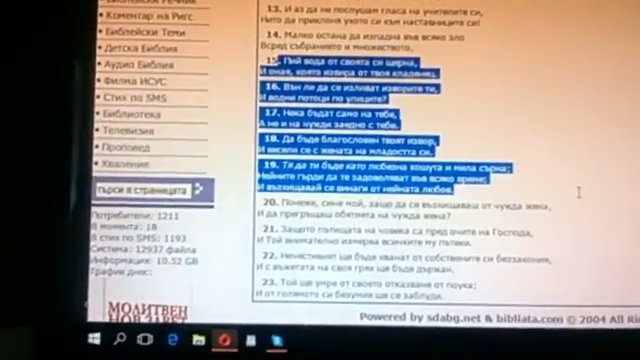 • Коментар на Ригс
• Библейски Теми
• Детска Библия
• Аудио Библия
• Филма ИСУС
• Стих по SMS
• Библиотека
• Телевизия
• Проповед
• Хваление
търси в страницата
Потребители: 1211
В момента: 18
В стих по SMS: 1193
Система: 12937 файла
Информация: 10.52 GB
График днес:
МОЛИТВЕН
13. И аз да не послушам гласа на учителите си,
Нито да приклоня ухото си към наставниците си!
14. Малко остана да изпадна във всяко зло
Всред събранието и множеството.
15. Пий вода от своята си щерна,
И оная, която извира от твоя кладенец.
16. Вън ли да се изливат изворите ти,
И водни потоци по улиците?
17. Нека бъдат само на тебе,
А не и на чужди заедно с тебе.
18. Да бъде благословен твоят извор,
И весели се с жената на младостта си.
19. Тя да ти бъде като любезна кошута и мила сърна;
Нейните гърди да те задоволяват във всяко време;
И възхищавай се винаги от нейната любов.
20. Понеже, сине мой, защо да се възхищаваш от чужда жена,
И да прегръщаш обятията на чужда жена?
21. Защото пътищата на човека са пред очите на Господа,
И Той внимателно измерва всичките му пътеки.
22. Нечестивият ще бъде хванат от собствените си беззакония,
И с въжетата на своя грях ще бъде държан.
23. Той ще умре от своето отказване от поука;
И от голямото си безумие ще се заблуди.
Powered by sdabg.net & bibliata.com © 2004 All Ri